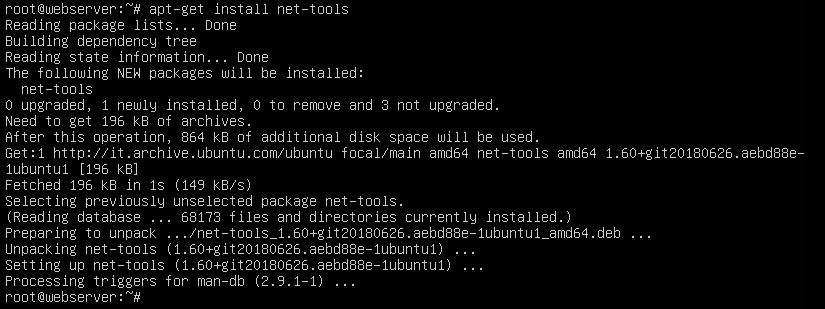 root@webserver:~# apt-get install net-tools
Reading package lists... Done
Building dependency tree
Reading state information... Done
The following NEW packages will be installed:
  net-tools
0 upgraded, 1 newly installed, 0 to remove and 3 not upgraded.
Need to get 196 kB of archives.
After this operation, 864 kB of additional disk space will be used.
Get:1 http://it.archive.ubuntu.com/ubuntu focal/main amd64 net-tools amd64 1.60+git20180626.aebd88e-
1ubuntu1 [196 kB]
Fetched 196 kB in 1s (149 kB/s)
Selecting previously unselected package net-tools.
(Reading database ... 68173 files and directories currently installed.)
Preparing to unpack .../net-tools_1.60+git20180626.aebd88e-1ubuntu1_amd64.deb ...
Unpacking net-tools (1.60+git20180626.aebd88e-1ubuntu1) ...
Setting up net-tools (1.60+git20180626.aebd88e-1ubuntu1) ...
Processing triggers for man-db (2.9.1-1) ...
root@webserver:~#